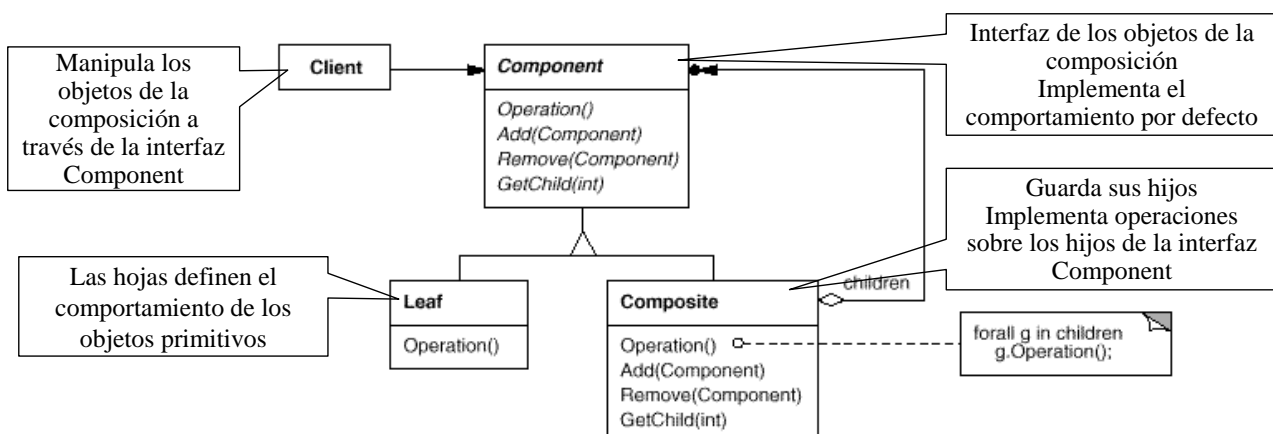 Manipula los
objetos de la
composición a
través de la interfaz
Component
Client
Component
Operation()
Add(Component)
Remove(Component)
GetChild(int)
Interfaz de los objetos de la
composición
Implementa el
comportamiento por defecto
Guarda sus hijos
Implementa operaciones
sobre los hijos de la interfaz
Component
Las hojas definen el
comportamiento de los
objetos primitivos
Leaf
Operation()
Composite
Operation()
Add(Component)
Remove(Component)
GetChild(int)
children
forall g in children
g.Operation();